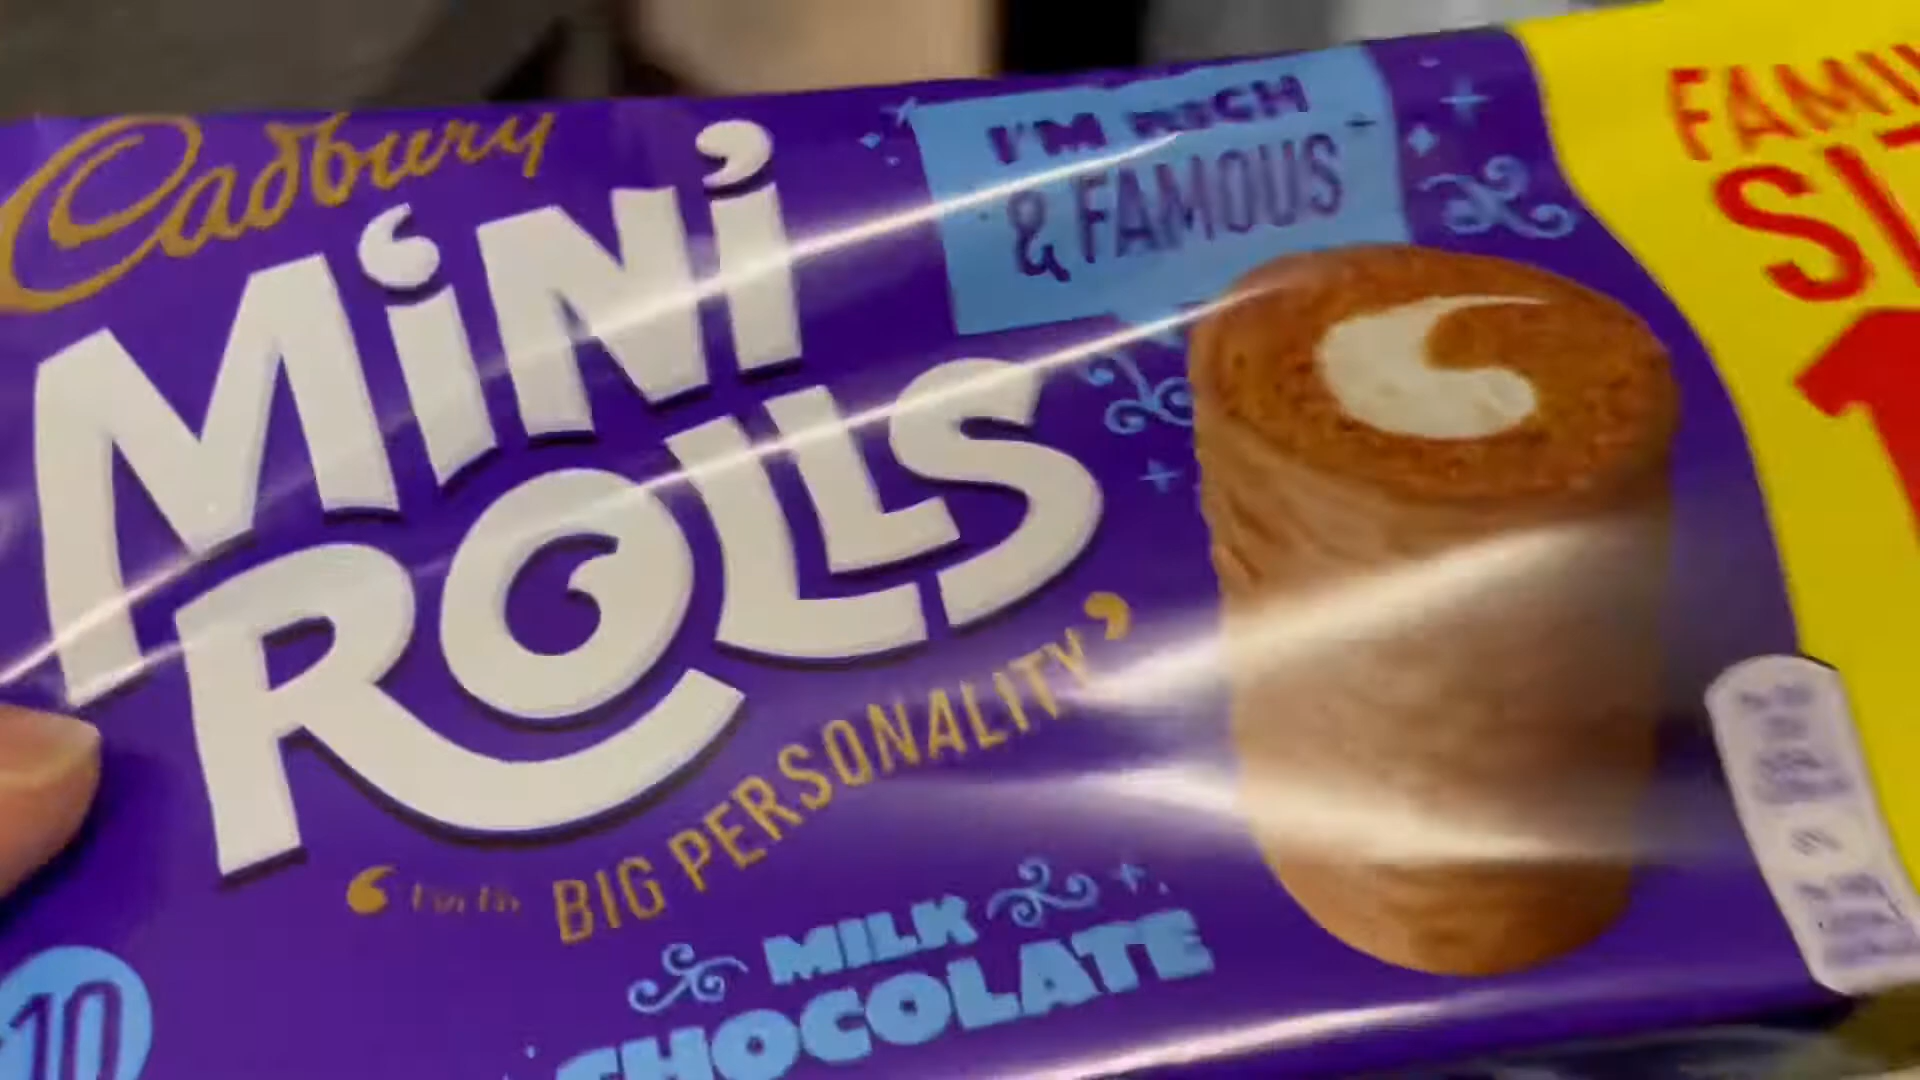 Cadbury
MiNi
ROLLS
I'M RICH
& FAMOUS
BIG PERSONALITY
MILK
CHOCOLATE
10